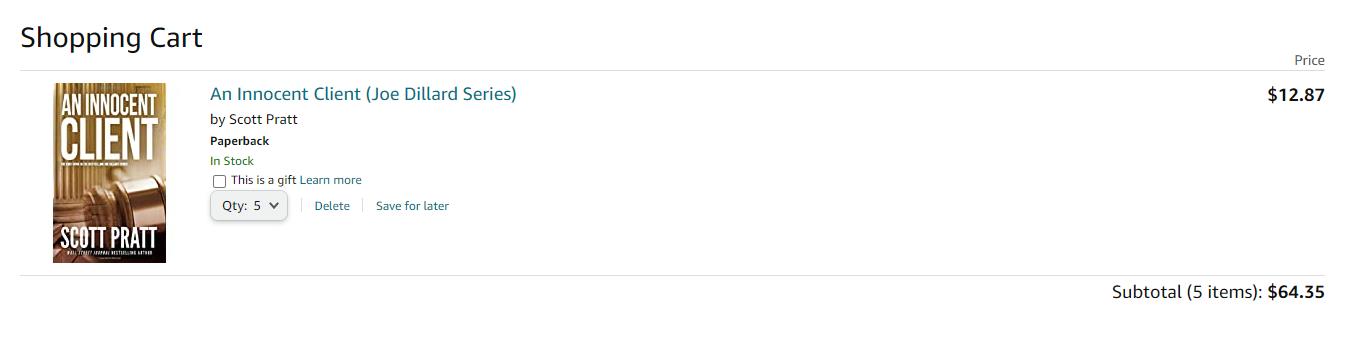 Shopping Cart
Price
AN INNOCENT
CLIENT
SCOTT PRATT
WALL STREET JOURNAL BESTSELLING AUTHOR
An Innocent Client (Joe Dillard Series)
$12.87
by Scott Pratt
Paperback
In Stock
This is a gift Learn more
Qty: 5
Delete
Save for later
Subtotal (5 items): $64.35